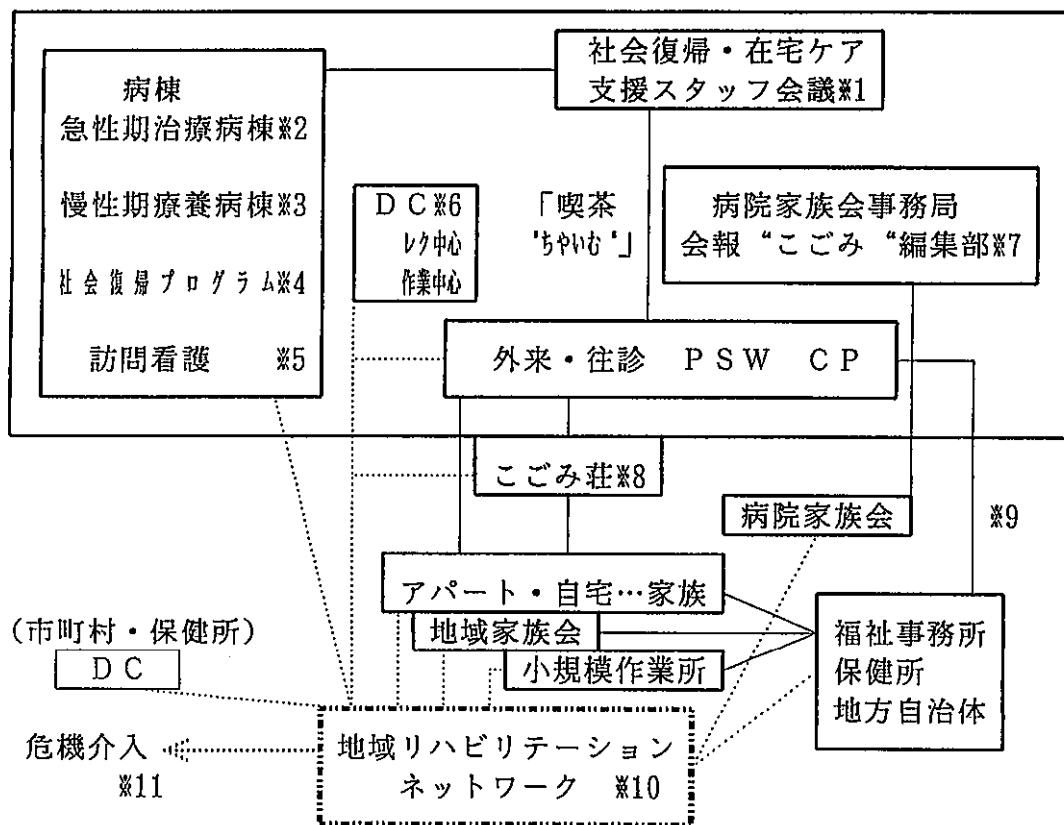 社会復帰・在宅ケア
支援スタッフ会議※1
病棟
急性期治療病棟※2
慢性期療養病棟※3
社会復帰プログラム※4
訪問看護 ※5
DC※6
レク中心
作業中心
「喫茶
"ちゃいむ"」
病院家族会事務局
会報“こごみ“編集部※7
外来・往診 PSW CP
こごみ荘※8
病院家族会
※9
アパート・自宅…家族
地域家族会
小規模作業所
福祉事務所
保健所
地方自治体
(市町村・保健所)
DC
危機介入
※11
地域リハビリテーション
ネットワーク ※10